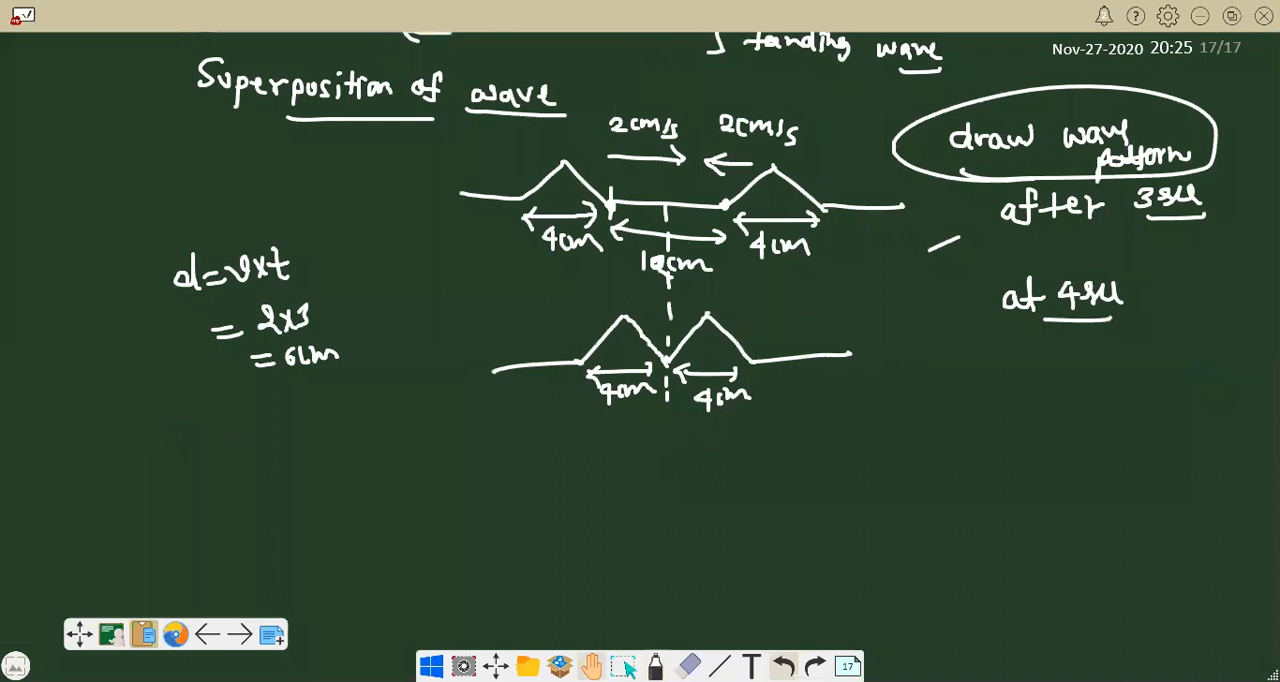 Standing wave
Nov-27-2020 20:25 17/17
Superposition of wave
2cm/s 2cm/s
draw wave
pattern
after 3sec
4cm 4cm
d=v×t
at 4sec
= 2×3
= 6cm
4cm 4cm
17